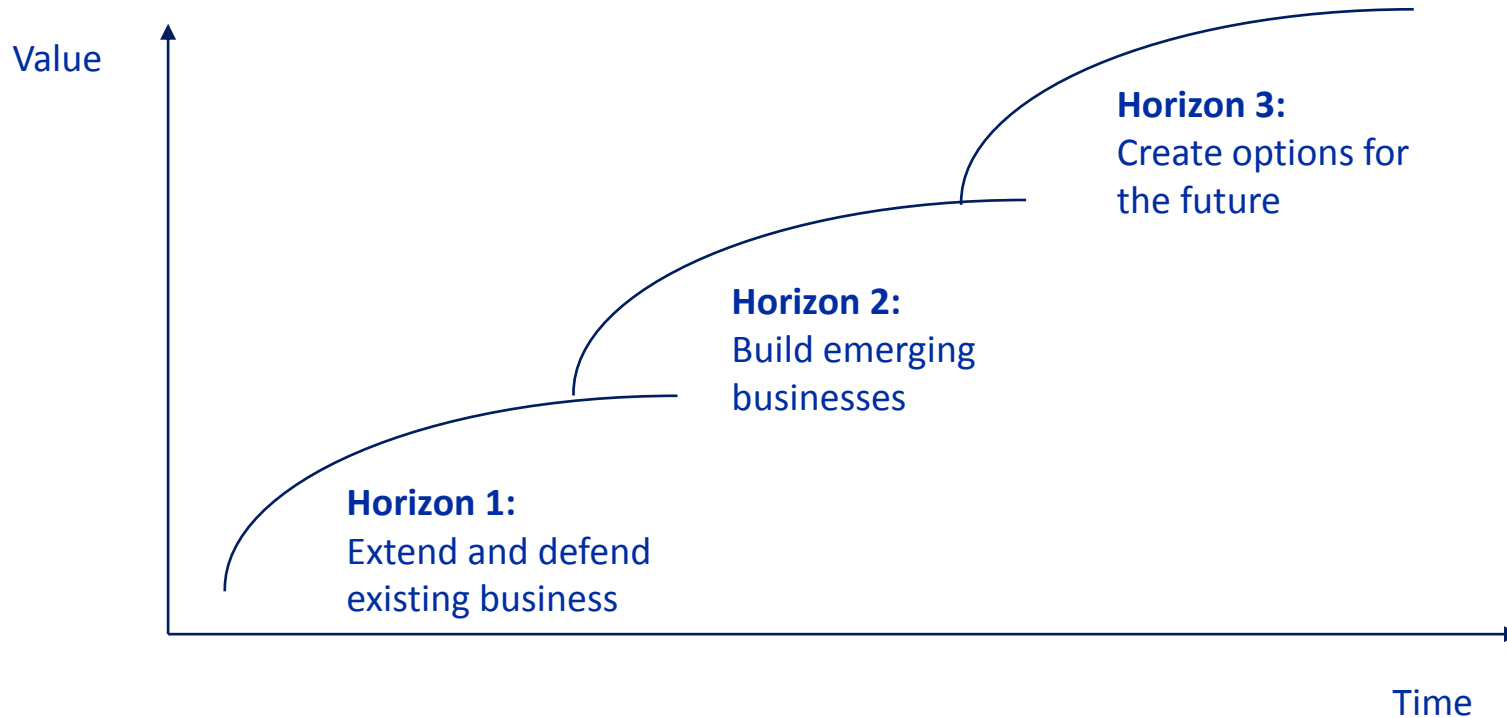 Value
Horizon 3:
Create options for
the future
Horizon 2:
Build emerging
businesses
Horizon 1:
Extend and defend
existing business
Time